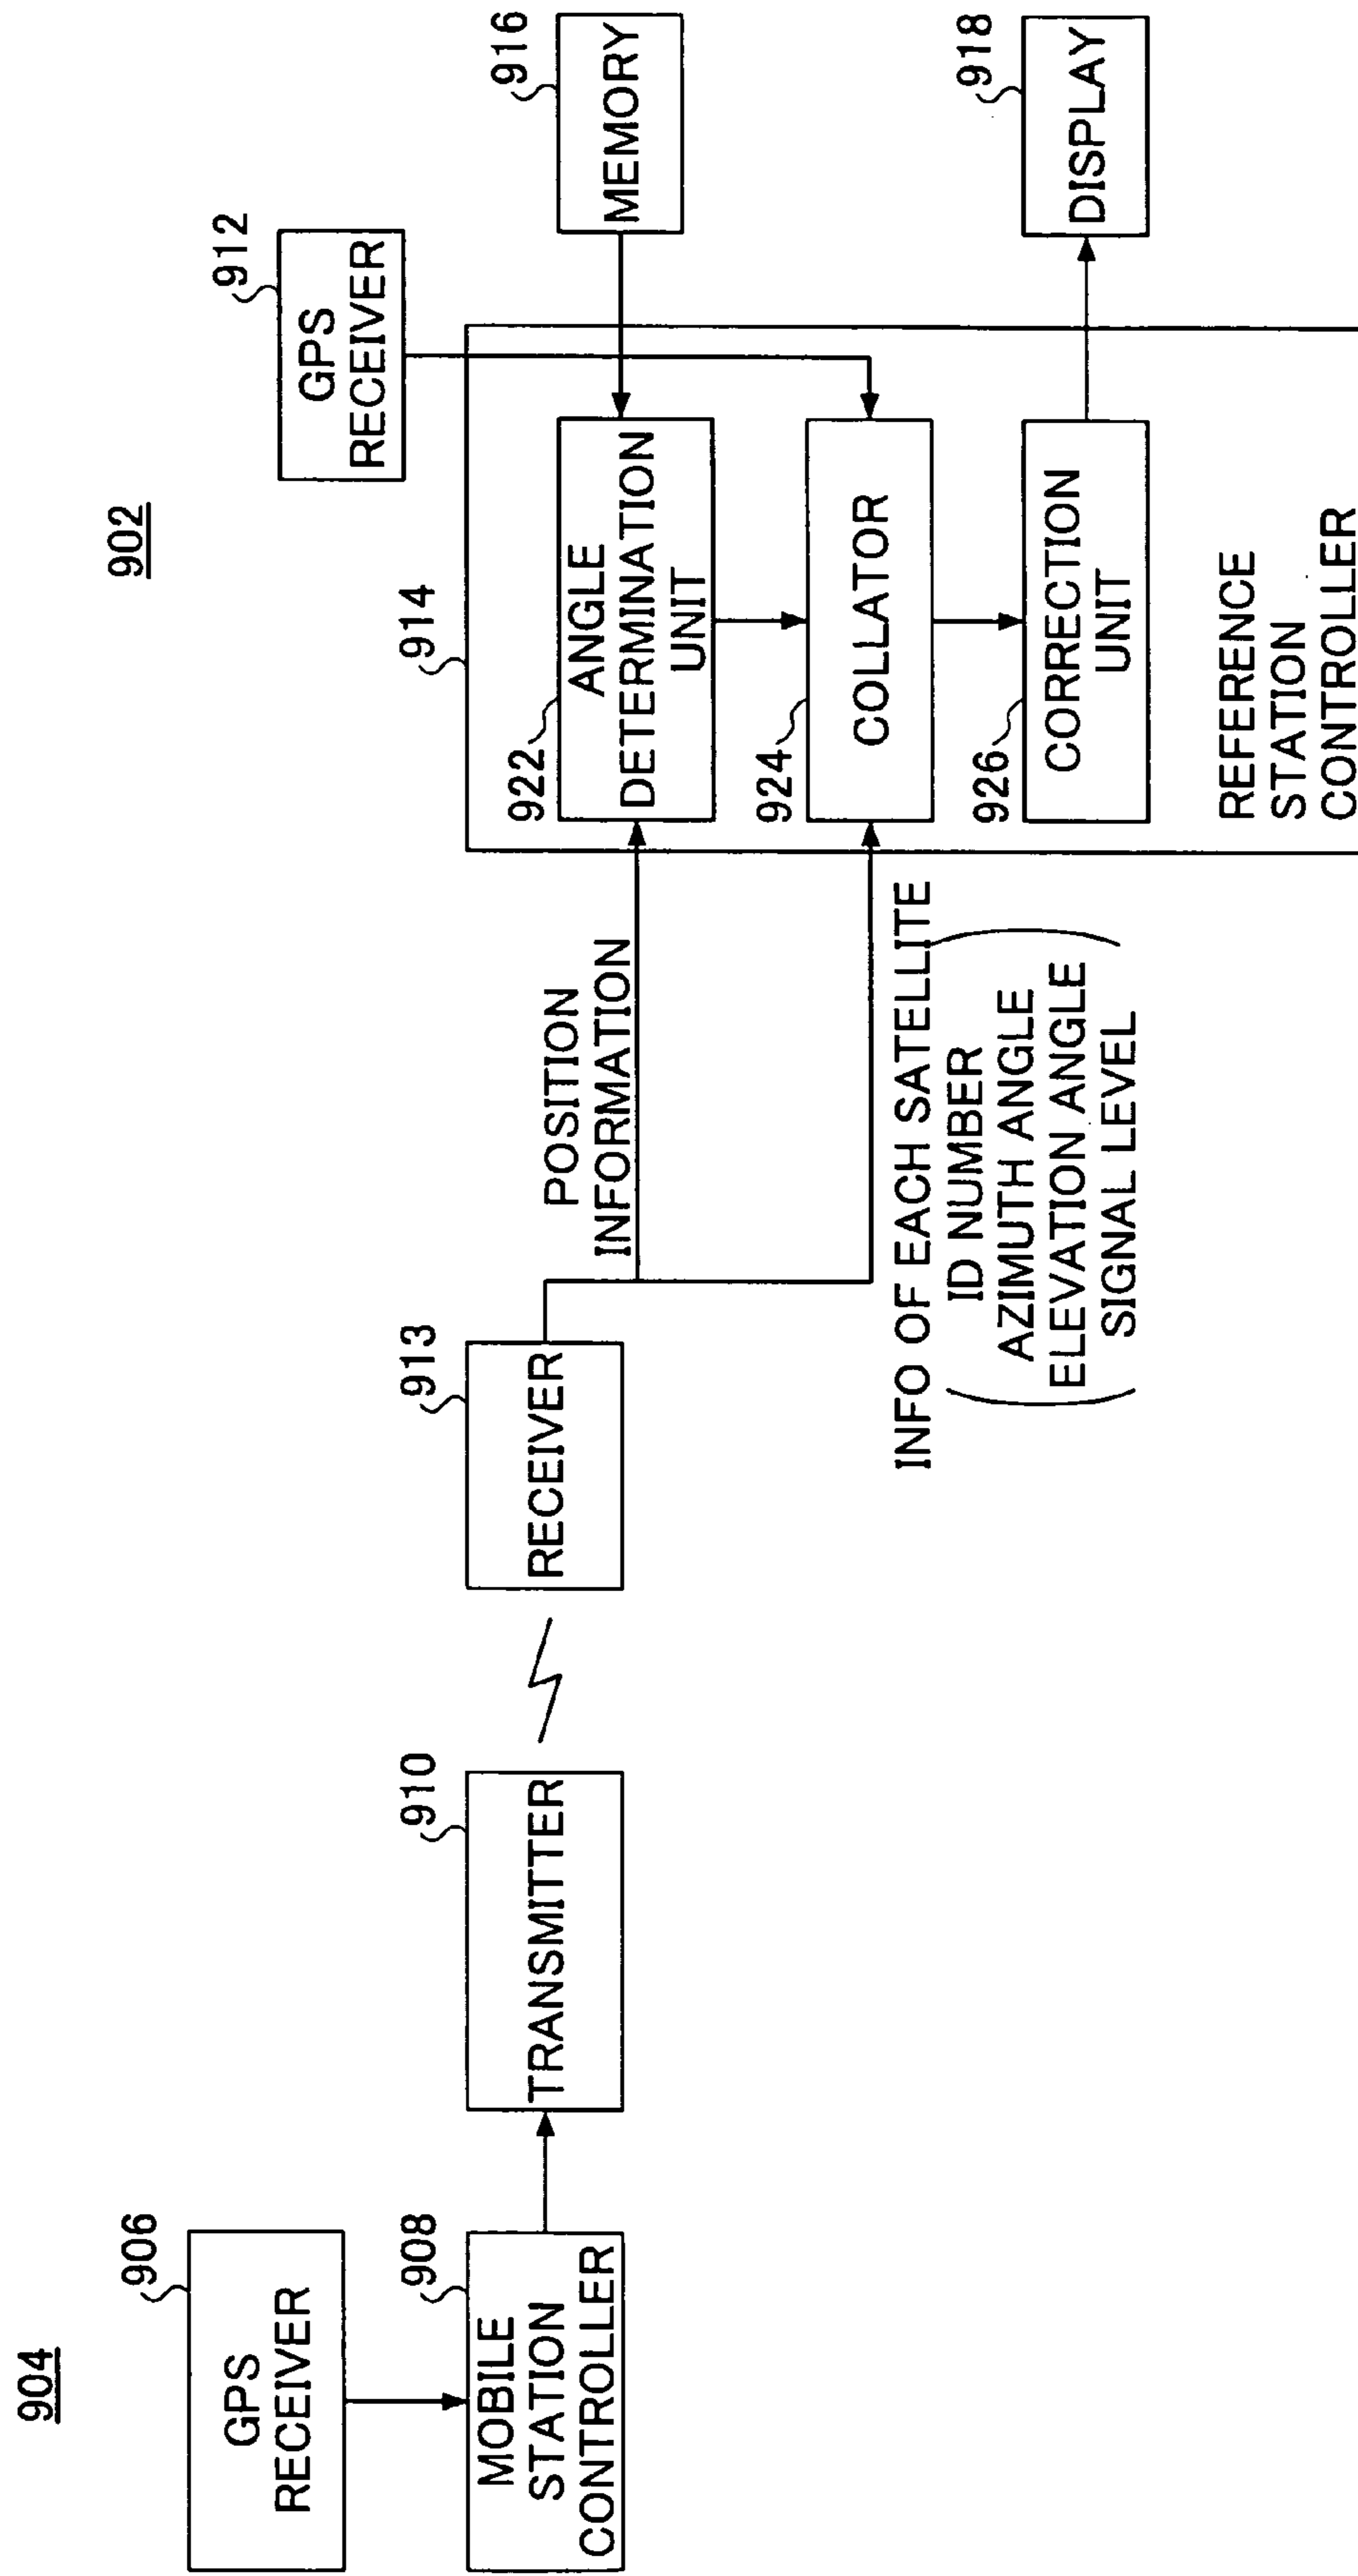 904
902
906
GPS
RECEIVER
908
MOBILE
STATION
CONTROLLER
910
TRANSMITTER
913
RECEIVER
POSITION
INFORMATION
INFO OF EACH SATELLITE
ID NUMBER
AZIMUTH ANGLE
ELEVATION ANGLE
SIGNAL LEVEL
912
GPS
RECEIVER
914
922
ANGLE
DETERMINATION
UNIT
924
COLLATOR
926
CORRECTION
UNIT
REFERENCE
STATION
CONTROLLER
916
MEMORY
918
DISPLAY